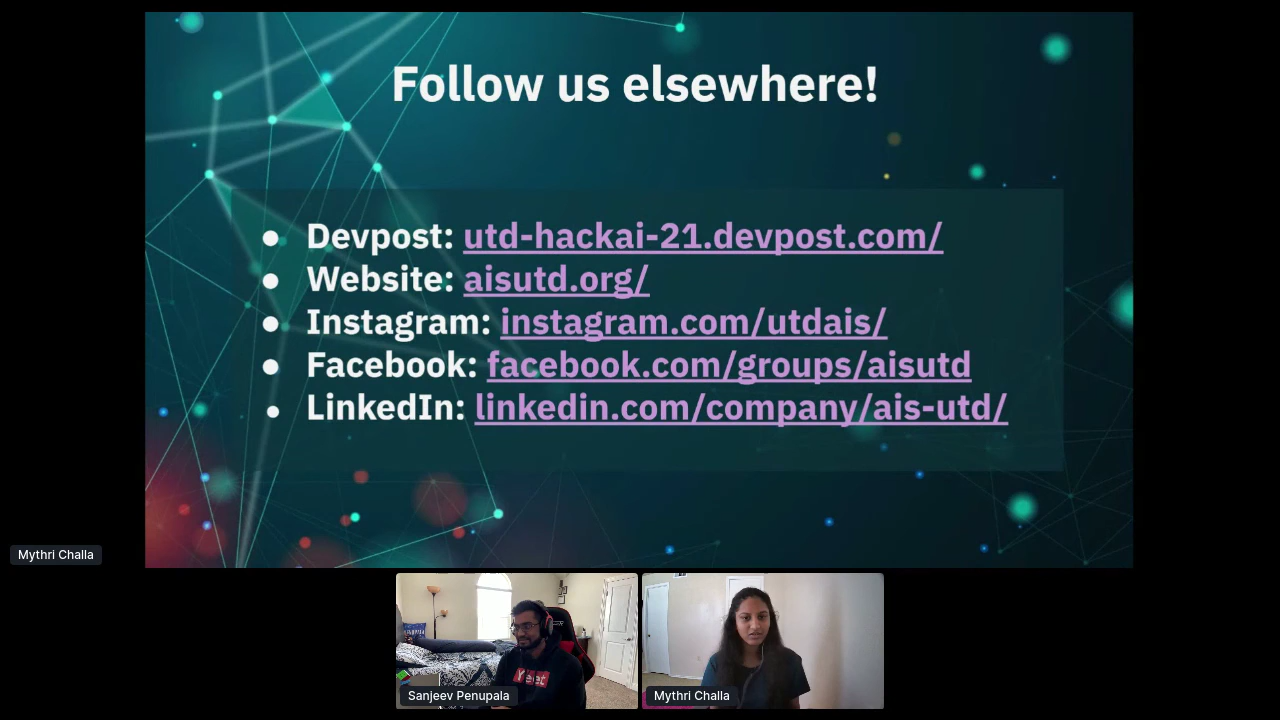 Follow us elsewhere!
● Devpost: utd-hackai-21.devpost.com/
● Website: aisutd.org/
● Instagram: instagram.com/utdais/
● Facebook: facebook.com/groups/aisutd
● LinkedIn: linkedin.com/company/ais-utd/
Mythri Challa
Yeet
Sanjeev Penupala
Mythri Challa